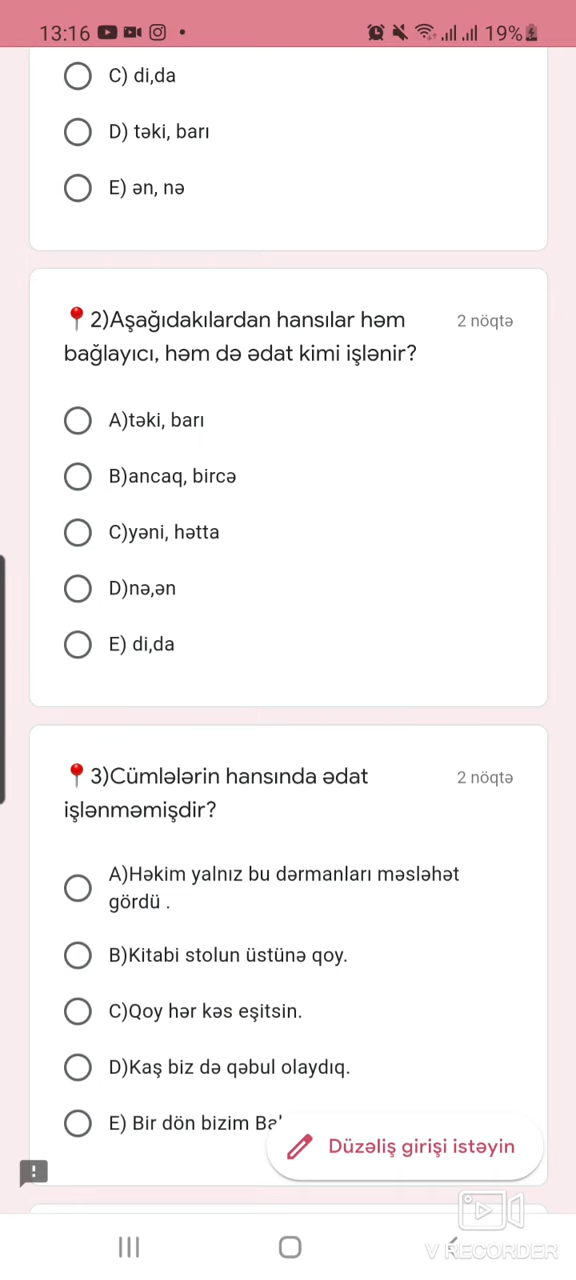 13:16
19%
C) di,da
D) təki, barı
E) ən, nə
2)Aşağıdakılardan hansılar həm
2 nöqtə
bağlayıcı, həm də ədat kimi işlənir?
A)təki, barı
B)ancaq, bircə
C)yəni, hətta
D)nə,ən
E) di,da
3)Cümlələrin hansında ədat
2 nöqtə
işlənməmişdir?
A)Həkim yalnız bu dərmanları məsləhət
gördü .
B)Kitabi stolun üstünə qoy.
C)Qoy hər kəs eşitsin.
D)Kaş biz də qəbul olaydıq.
E) Bir dön bizim
Düzəliş girişi istəyin
V RECORDER